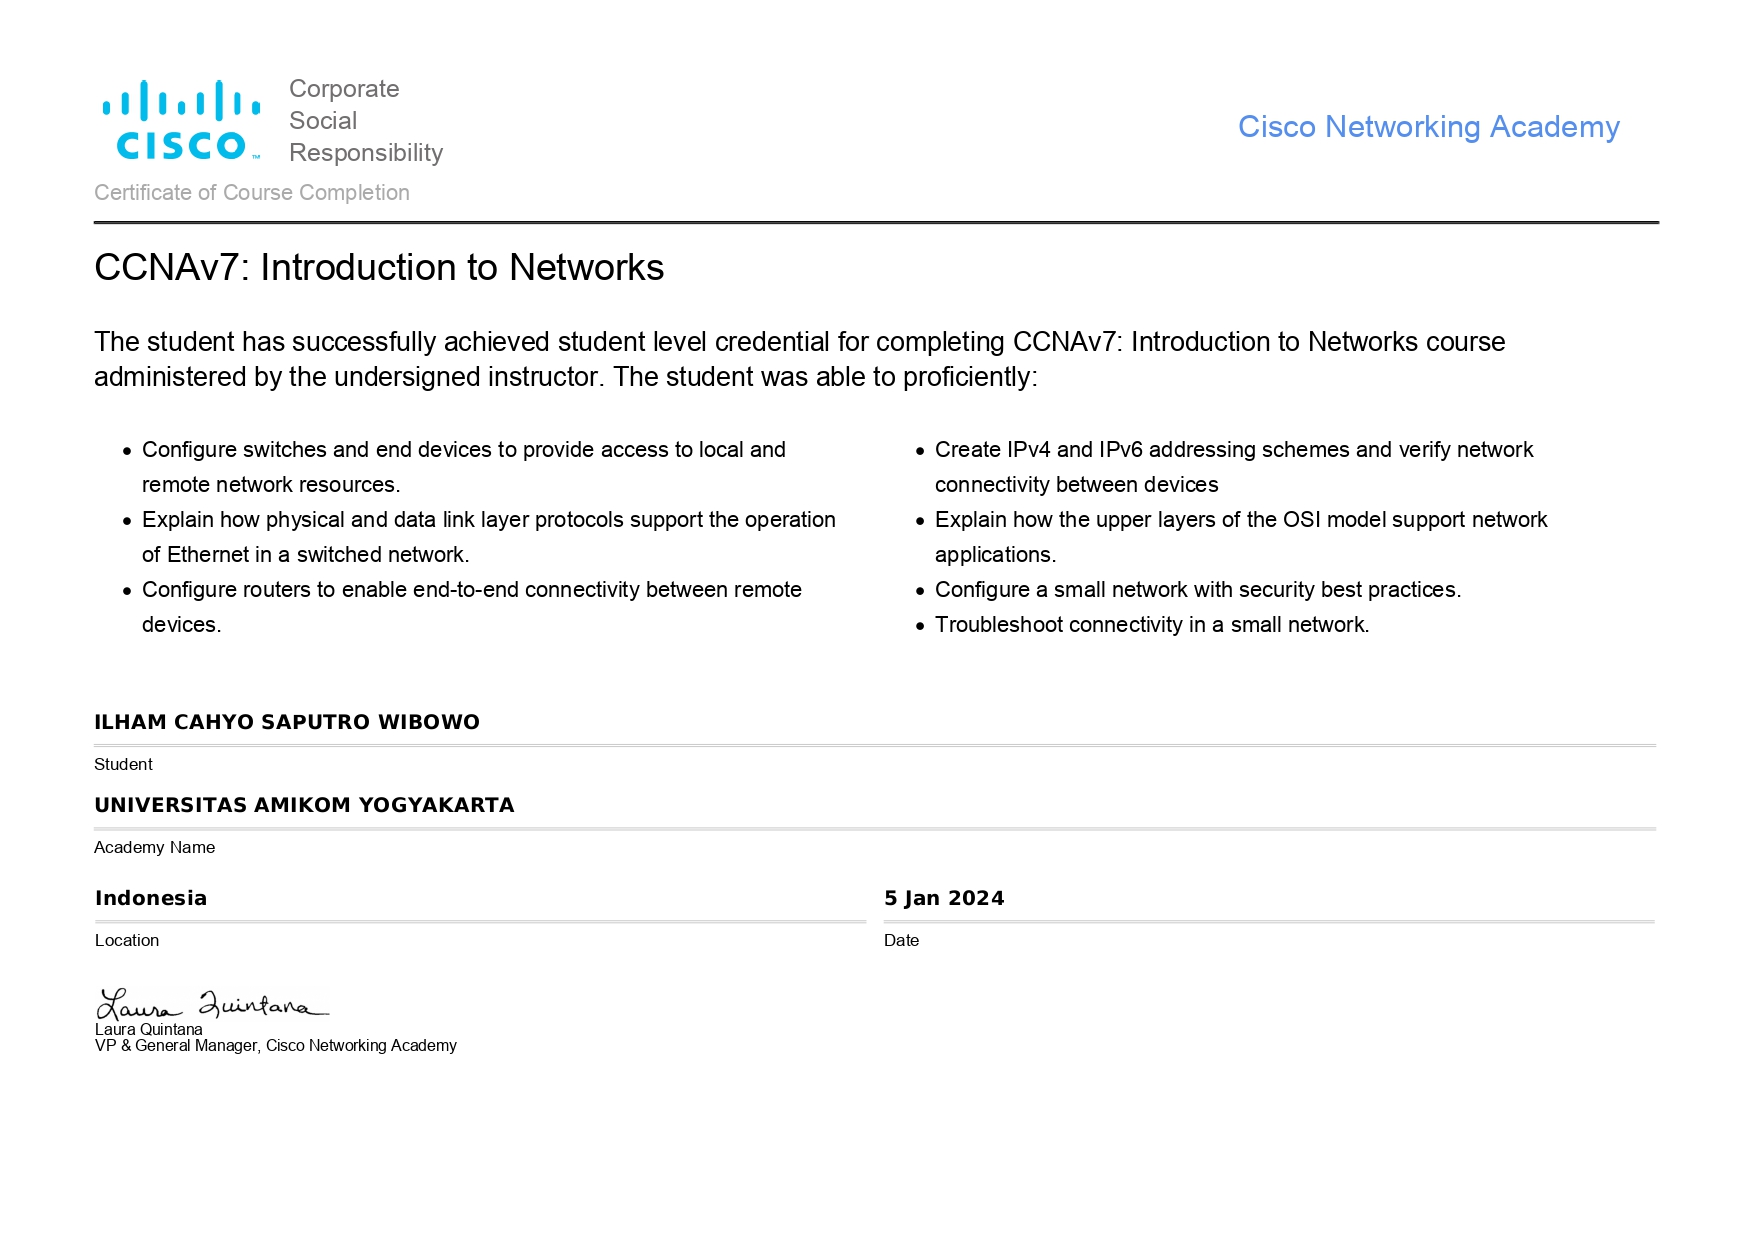 CISCO
Corporate
Social
Responsibility
Cisco Networking Academy
Certificate of Course Completion
CCNAv7: Introduction to Networks
The student has successfully achieved student level credential for completing CCNAv7: Introduction to Networks course
administered by the undersigned instructor. The student was able to proficiently:
• Configure switches and end devices to provide access to local and
remote network resources.
• Explain how physical and data link layer protocols support the operation
of Ethernet in a switched network.
• Configure routers to enable end-to-end connectivity between remote
devices.
• Create IPv4 and IPv6 addressing schemes and verify network
connectivity between devices
• Explain how the upper layers of the OSI model support network
applications.
• Configure a small network with security best practices.
• Troubleshoot connectivity in a small network.
ILHAM CAHYO SAPUTRO WIBOWO
Student
UNIVERSITAS AMIKOM YOGYAKARTA
Academy Name
Indonesia
Location
5 Jan 2024
Date
Laura Quintana
Laura Quintana
VP & General Manager, Cisco Networking Academy